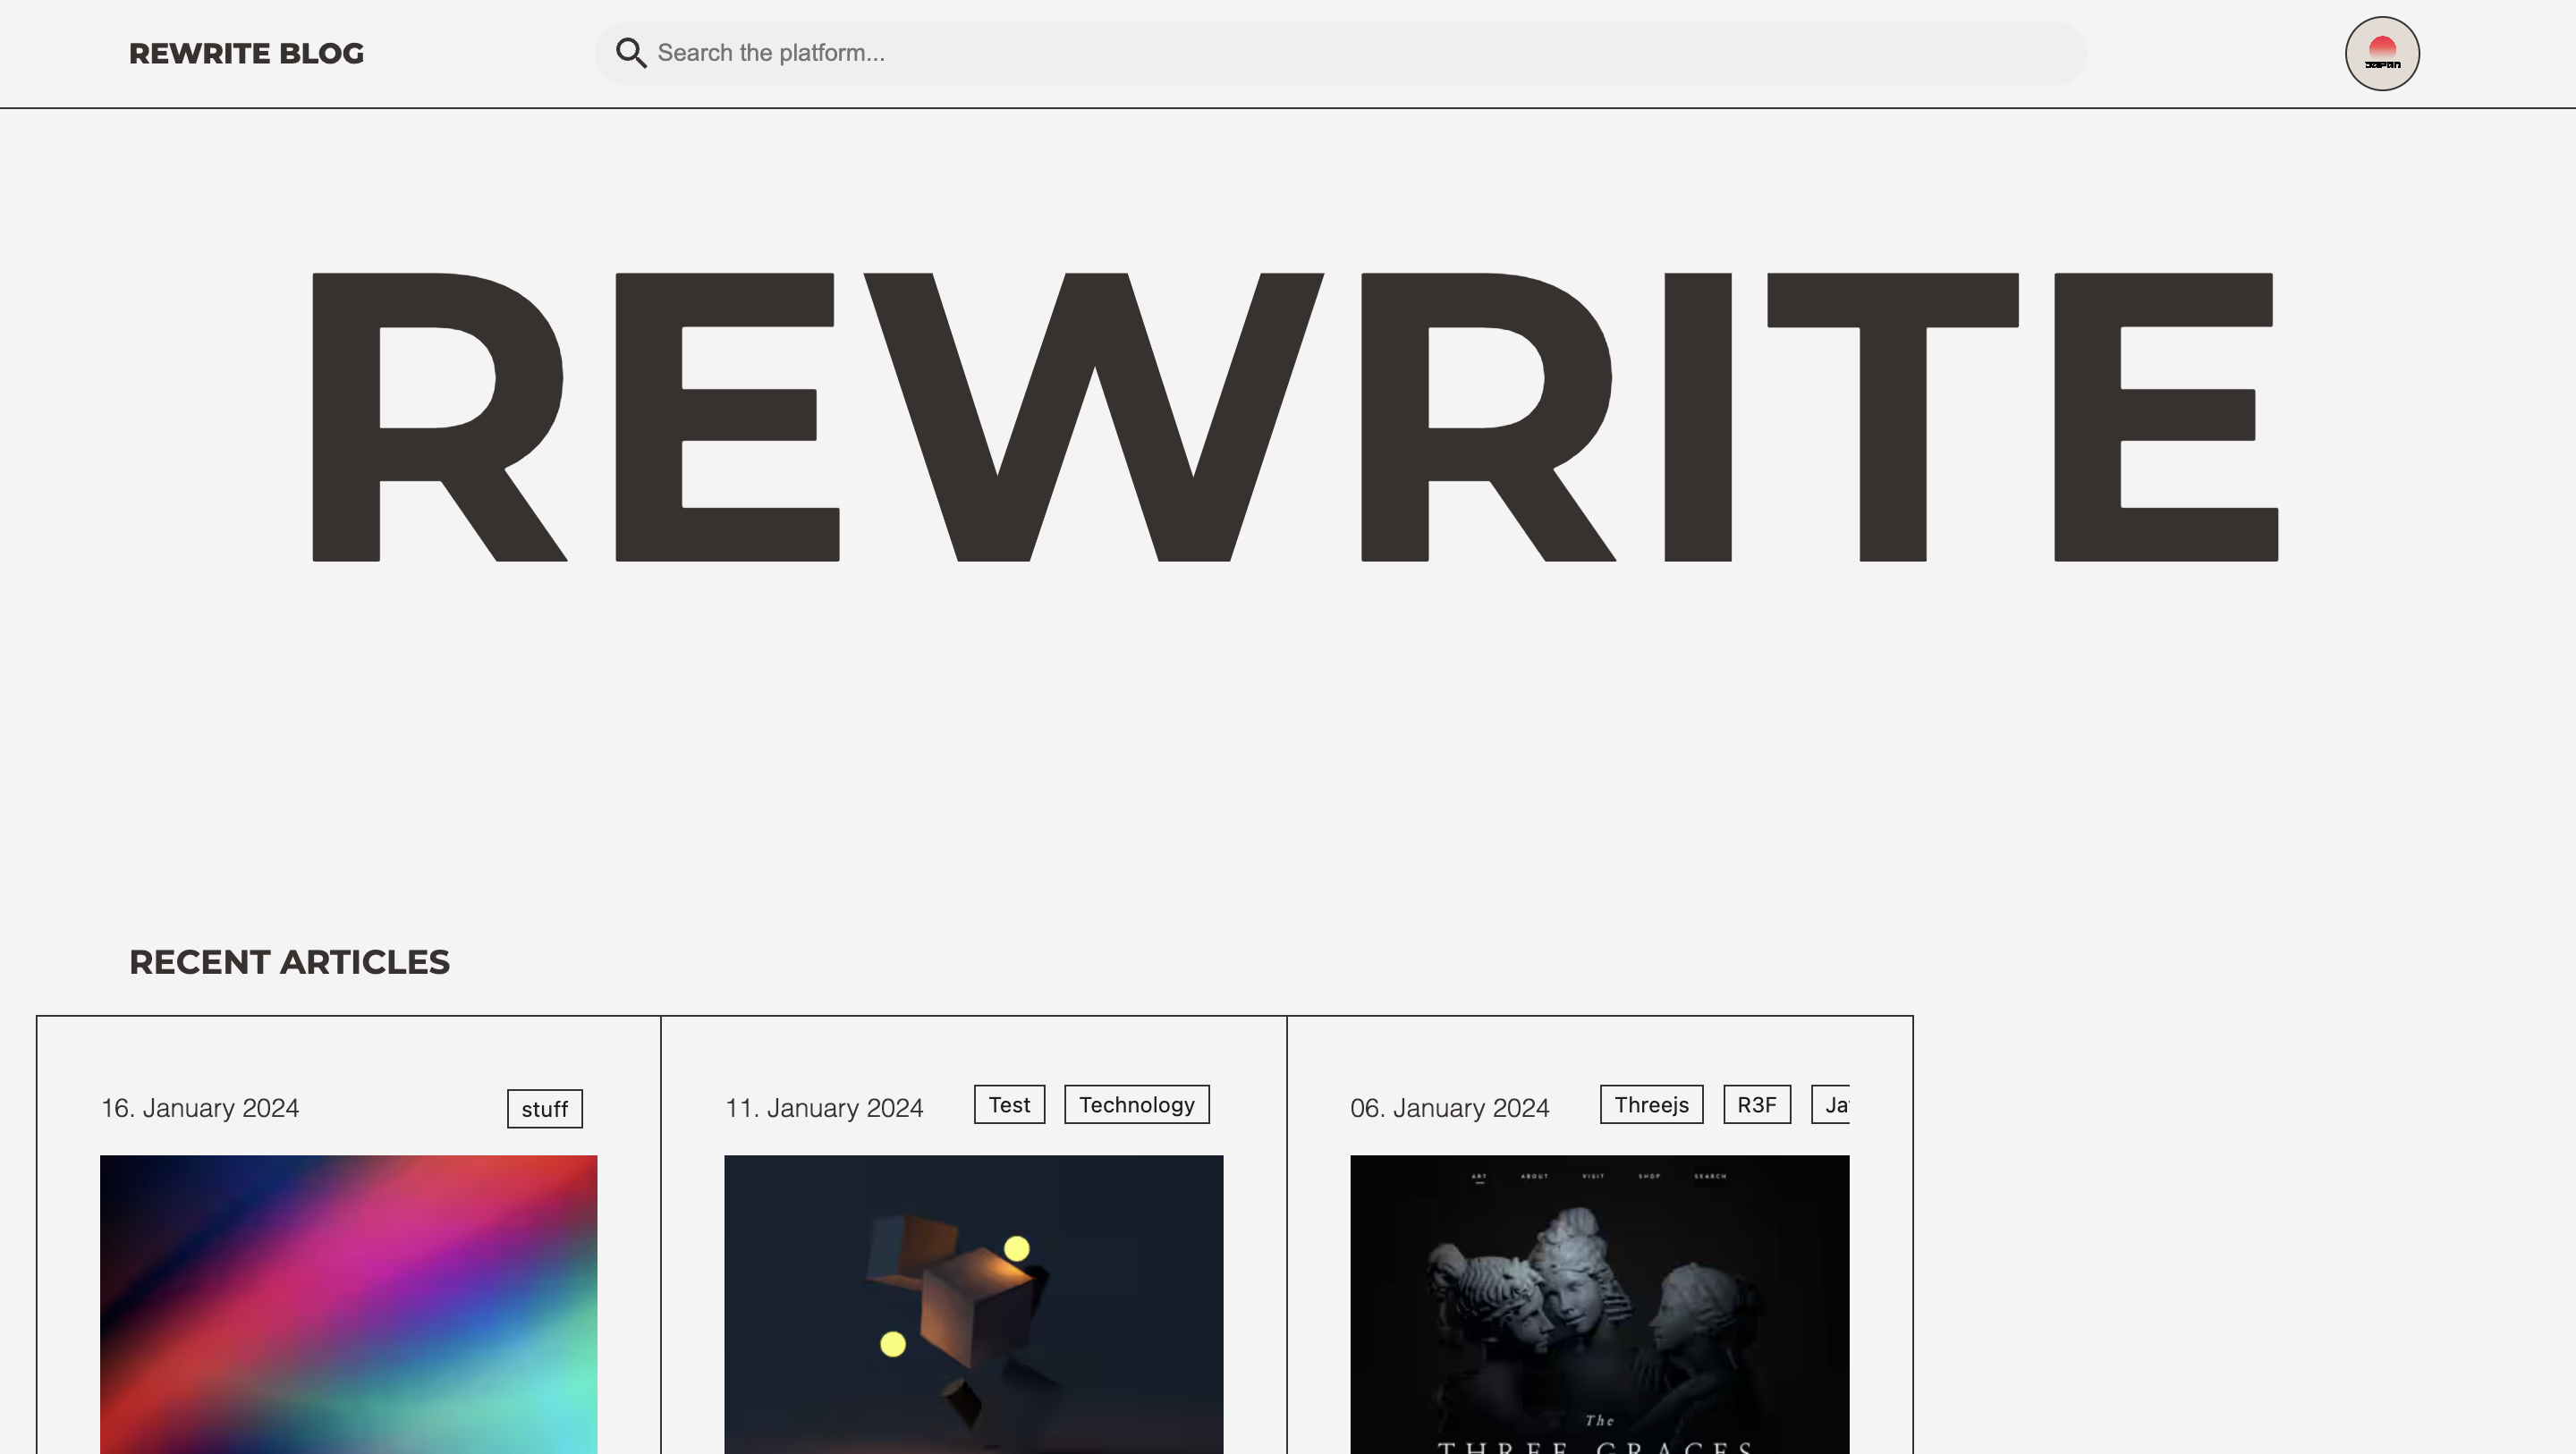 REWRITE BLOG
Search the platform...
REWRITE
RECENT ARTICLES
16. January 2024
stuff
11. January 2024
Test
Technology
06. January 2024
Threejs
R3F
Ja
ART ABOUT VISIT SHOP SEARCH
The
THREE GRACES